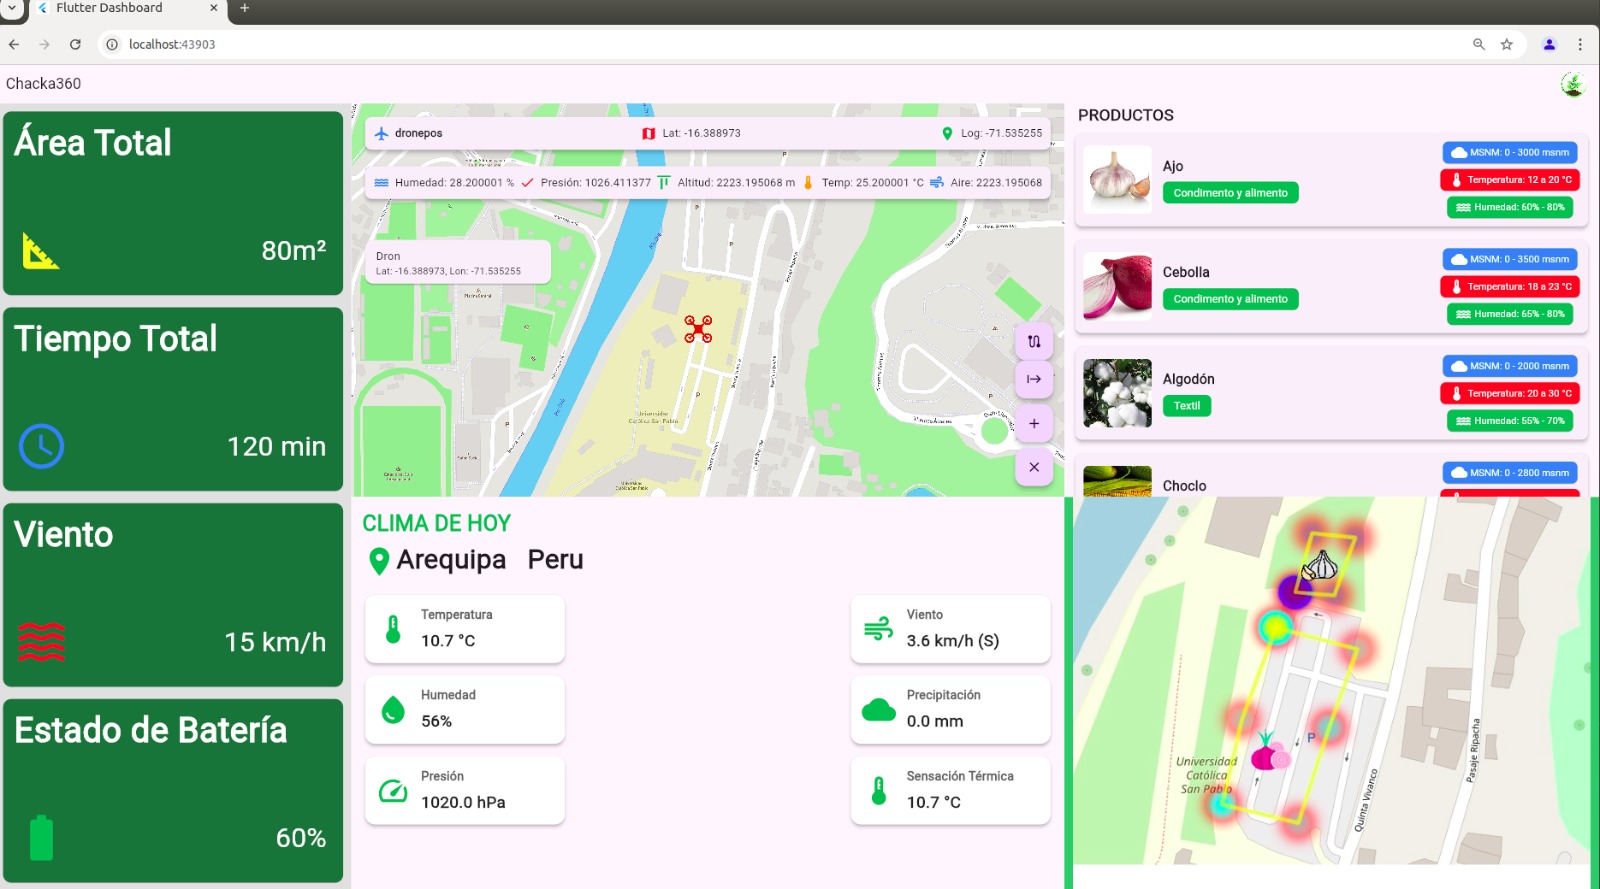 Flutter Dashboard
localhost:43903
Chacka360
Área Total
80m²
Tiempo Total
120 min
Viento
15 km/h
Estado de Batería
60%
dronepos
Lat: -16.388973
Log: -71.535255
Humedad: 28.200001 %
Presión: 1026.411377
Altitud: 2223.195068 m
Temp: 25.200001 °C
Aire: 2223.195068
Dron
Lat: -16.388973, Lon: -71.535255
Universidad
Católica San Pablo
CLIMA DE HOY
Arequipa Peru
Temperatura
10.7 °C
Viento
3.6 km/h (S)
Humedad
56%
Precipitación
0.0 mm
Presión
1020.0 hPa
Sensación Térmica
10.7 °C
PRODUCTOS
Ajo
Condimento y alimento
MSNM: 0 - 3000 msnm
Temperatura: 12 a 20 °C
Humedad: 60% - 80%
Cebolla
Condimento y alimento
MSNM: 0 - 3500 msnm
Temperatura: 18 a 23 °C
Humedad: 65% - 80%
Algodón
Textil
MSNM: 0 - 2000 msnm
Temperatura: 20 a 30 °C
Humedad: 55% - 70%
Choclo
MSNM: 0 - 2800 msnm
P
Universidad
Católica
San Pablo
Quinta Vivanco
Pasaje Ripacha